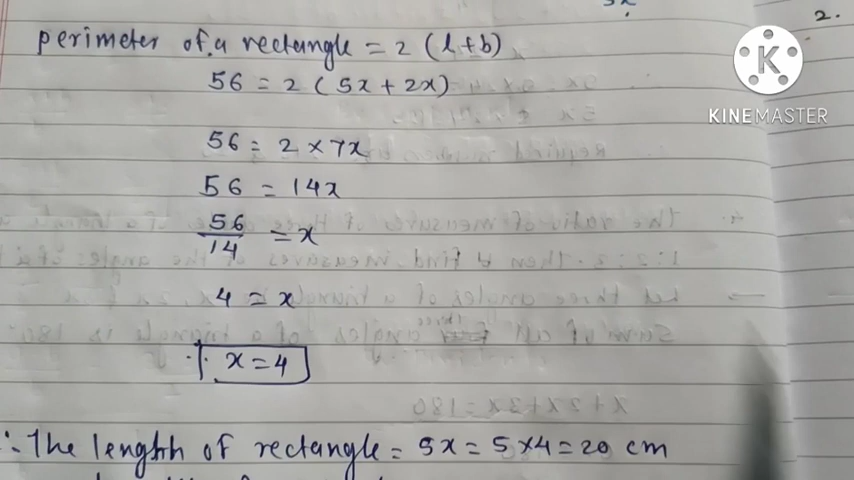 2.
K
KINEMASTER
perimeter of a rectangle = 2 (l+b)
56 = 2 (5x + 2x)
56 = 2 × 7x
56 = 14x
56/14 = x
4 = x
x = 4
∴ The lenghh of rectangle = 5x = 5×4 = 20 cm